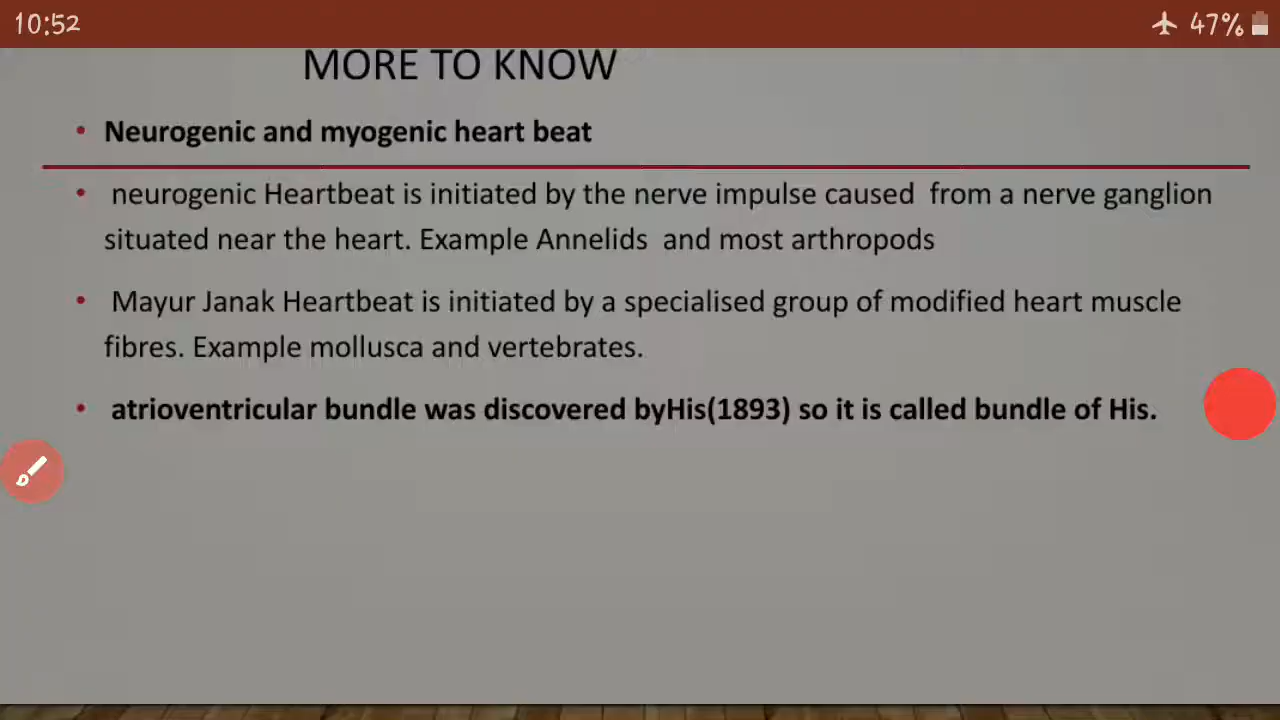 10:52
47%
MORE TO KNOW
• Neurogenic and myogenic heart beat
• neurogenic Heartbeat is initiated by the nerve impulse caused from a nerve ganglion
situated near the heart. Example Annelids and most arthropods
• Mayur Janak Heartbeat is initiated by a specialised group of modified heart muscle
fibres. Example mollusca and vertebrates.
• atrioventricular bundle was discovered byHis(1893) so it is called bundle of His.